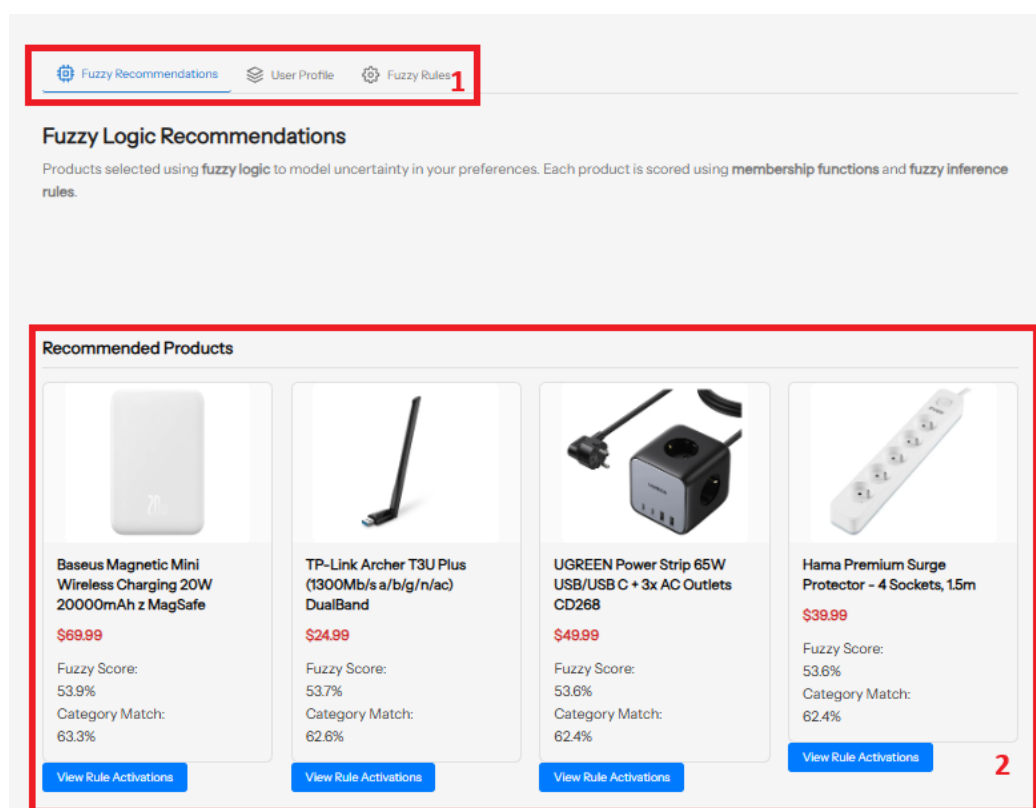 Fuzzy Recommendations
User Profile
Fuzzy Rules
1
Fuzzy Logic Recommendations
Products selected using fuzzy logic to model uncertainty in your preferences. Each product is scored using membership functions and fuzzy inference
rules.
Recommended Products
Baseus Magnetic Mini
Wireless Charging 20W
20000mAh z MagSafe
$69.99
Fuzzy Score:
53.9%
Category Match:
63.3%
View Rule Activations
TP-Link Archer T3U Plus
(1300Mb/s a/b/g/n/ac)
DualBand
$24.99
Fuzzy Score:
53.7%
Category Match:
62.6%
View Rule Activations
UGREEN Power Strip 65W
USB/USB C + 3x AC Outlets
CD268
$49.99
Fuzzy Score:
53.6%
Category Match:
62.4%
View Rule Activations
Hama Premium Surge
Protector - 4 Sockets, 1.5m
$39.99
Fuzzy Score:
53.6%
Category Match:
62.4%
View Rule Activations
2